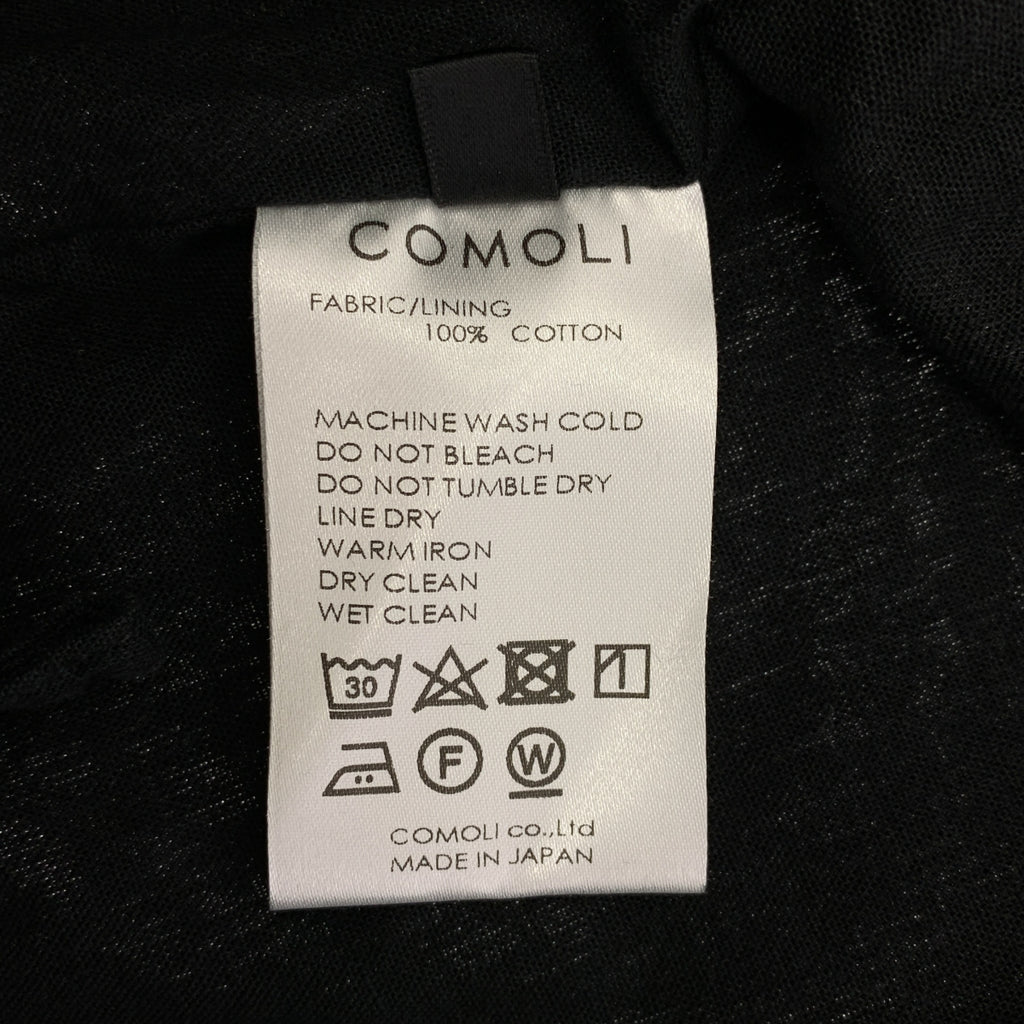 COMOLI
FABRIC/LINING
100% COTTON
MACHINE WASH COLD
DO NOT BLEACH
DO NOT TUMBLE DRY
LINE DRY
WARM IRON
DRY CLEAN
WET CLEAN
30
F W
COMOLI co.,Ltd
MADE IN JAPAN